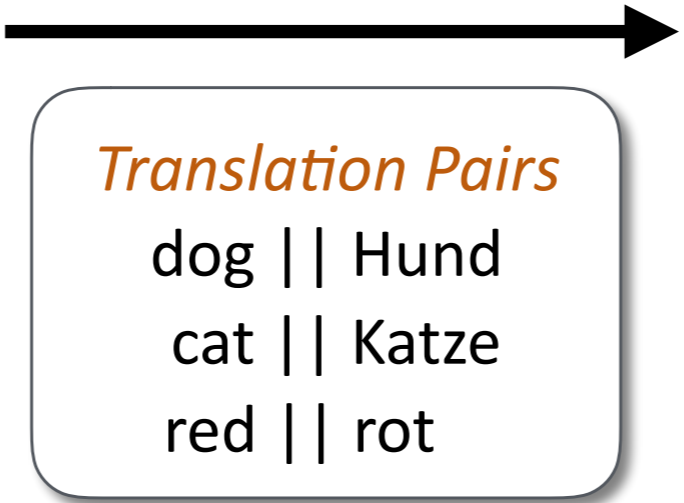 Translation Pairs
dog || Hund
cat || Katze
red || rot